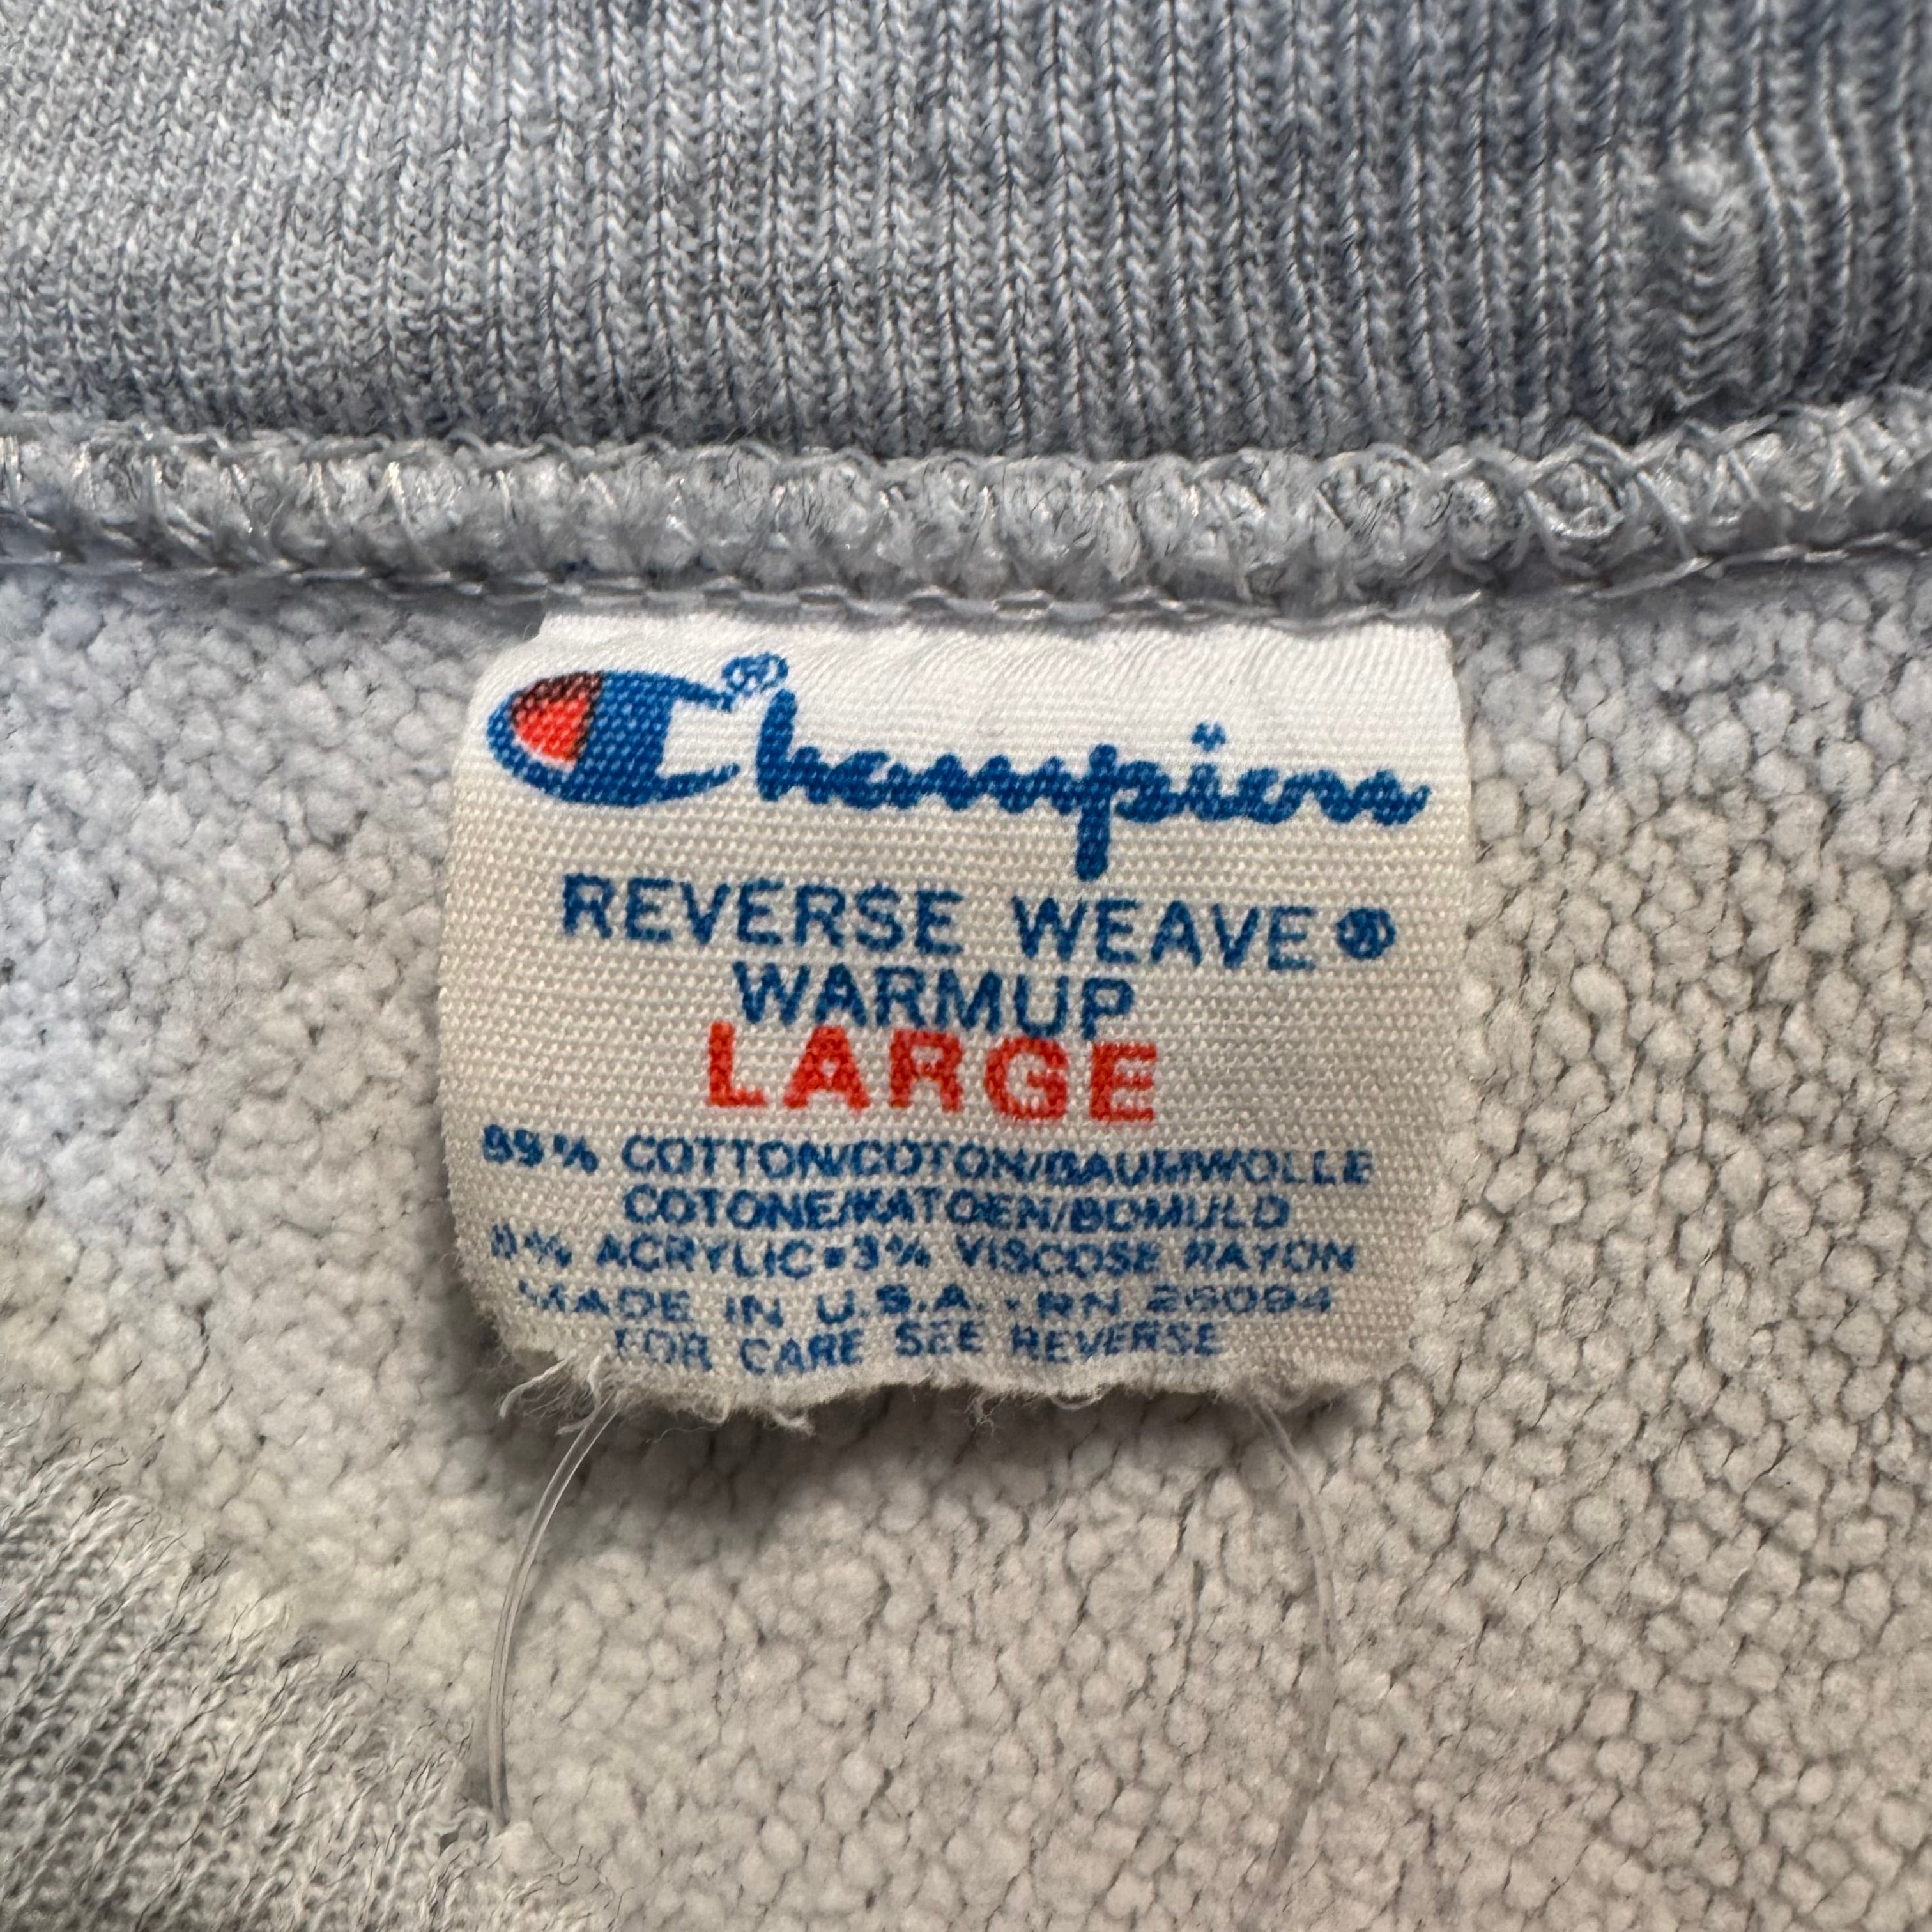 Champion®
REVERSE WEAVE®
WARMUP
LARGE
89% COTTON/COTON/BAUMWOLLE
COTONE/KATOEN/BOMULD
8% ACRYLIC•3% VISCOSE RAYON
MADE IN U.S.A. - RN 26094
FOR CARE SEE REVERSE